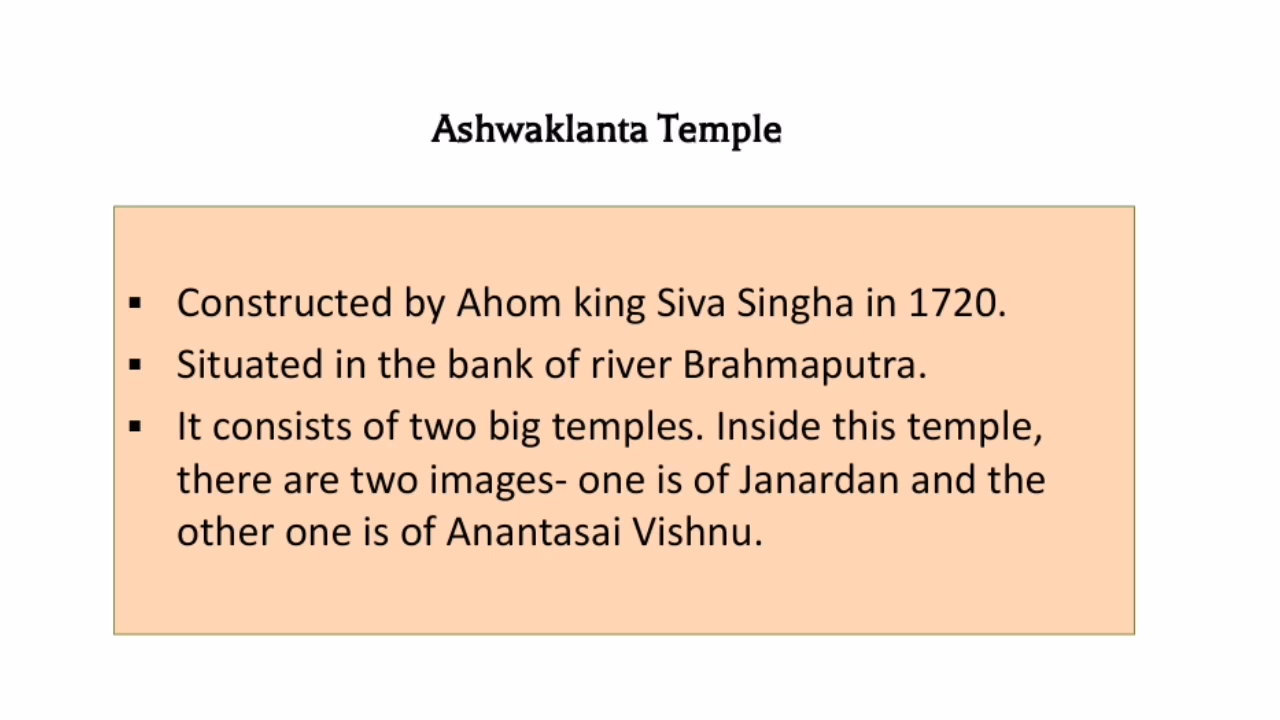 Ashwaklanta Temple
▪ Constructed by Ahom king Siva Singha in 1720.
▪ Situated in the bank of river Brahmaputra.
▪ It consists of two big temples. Inside this temple,
there are two images- one is of Janardan and the
other one is of Anantasai Vishnu.